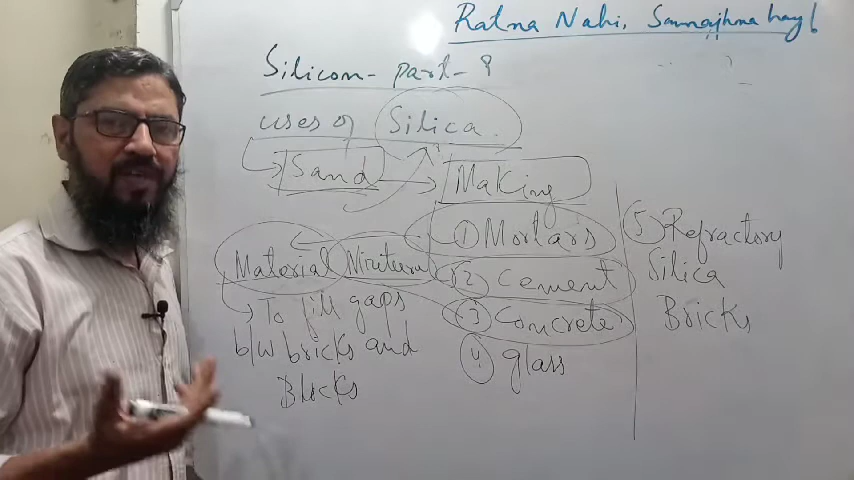 Ratna Nahi, Samajhna hay!
Silicon- part-9
uses of Silica.
Sand
Making
① Mortars
② Cement
③ Concrete
④ glass
Material
To fill gaps
b/w bricks and
Blocks
⑤ Refractory
Silica
Bricks